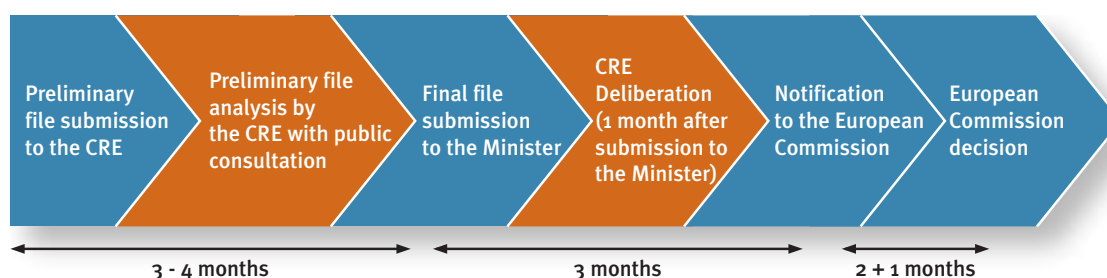 Preliminary
file submission
to the CRE
Preliminary file
analysis by
the CRE with public
consultation
Final file
submission
to the Minister
CRE
Deliberation
(1 month after
submission to
the Minister)
Notification
to the European
Commission
European
Commission
decision
3 - 4 months
3 months
2 + 1 months